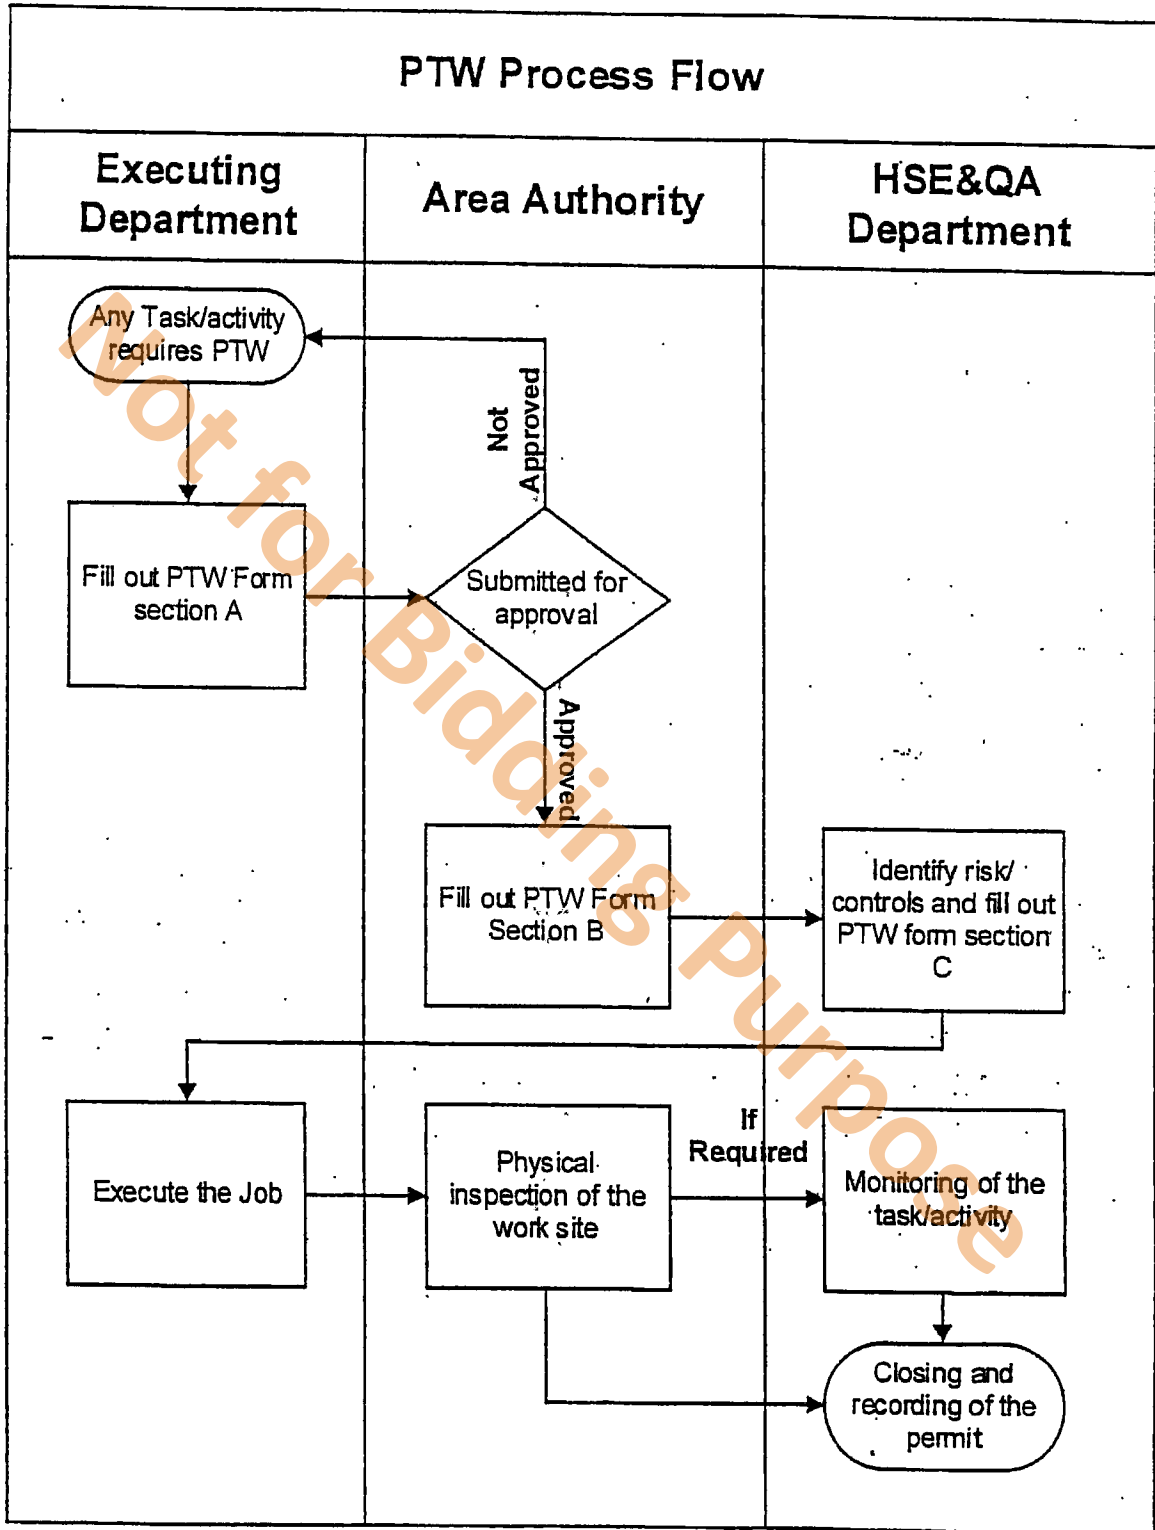 PTW Process Flow
Executing
Department
Area Authority
HSE&QA
Department
Any Task/activity
requires PTW
Not
Approved
Fill out PTW Form
section A
Submitted for
approval
Approved
Fill out PTW Form
Section B
Identify risk/
controls and fill out
PTW form section
C
Execute the Job
Physical
inspection of the
work site
If
Required
Monitoring of the
task/activity
Closing and
recording of the
permit
Not for Bidding Purpose